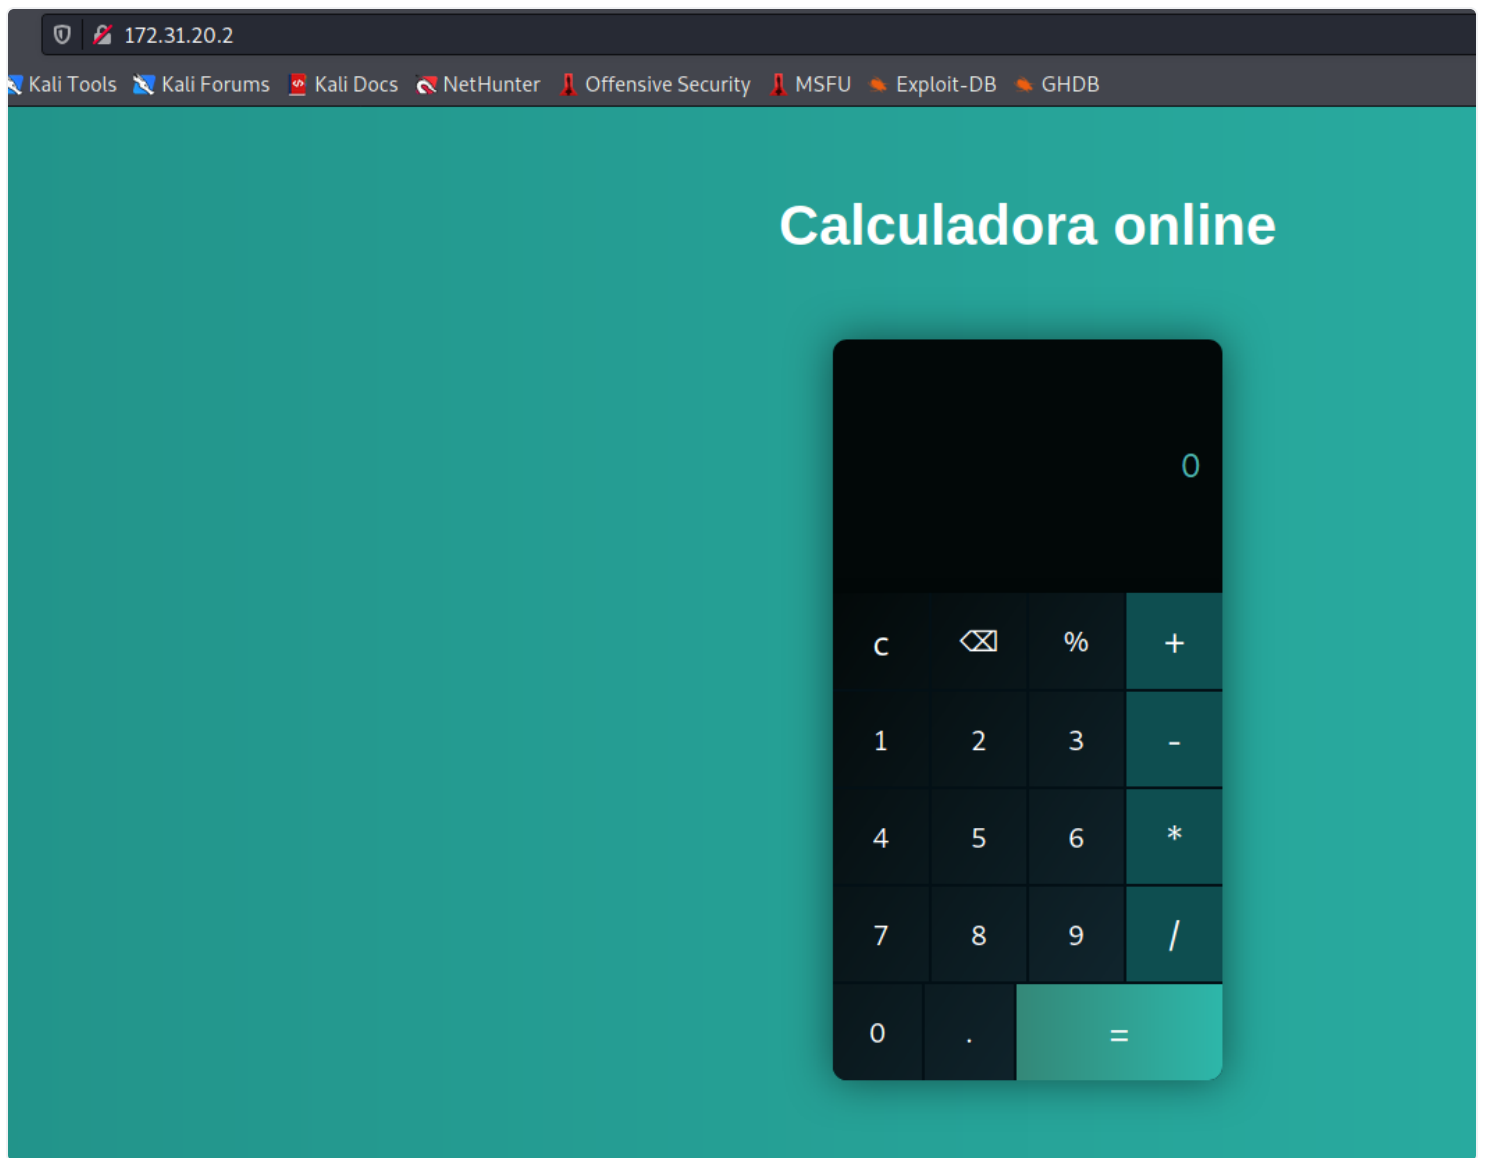 172.31.20.2
Kali Tools Kali Forums Kali Docs NetHunter Offensive Security MSFU Exploit-DB GHDB
Calculadora online
0
c ⌫ % +
1 2 3 -
4 5 6 *
7 8 9 /
0 . =